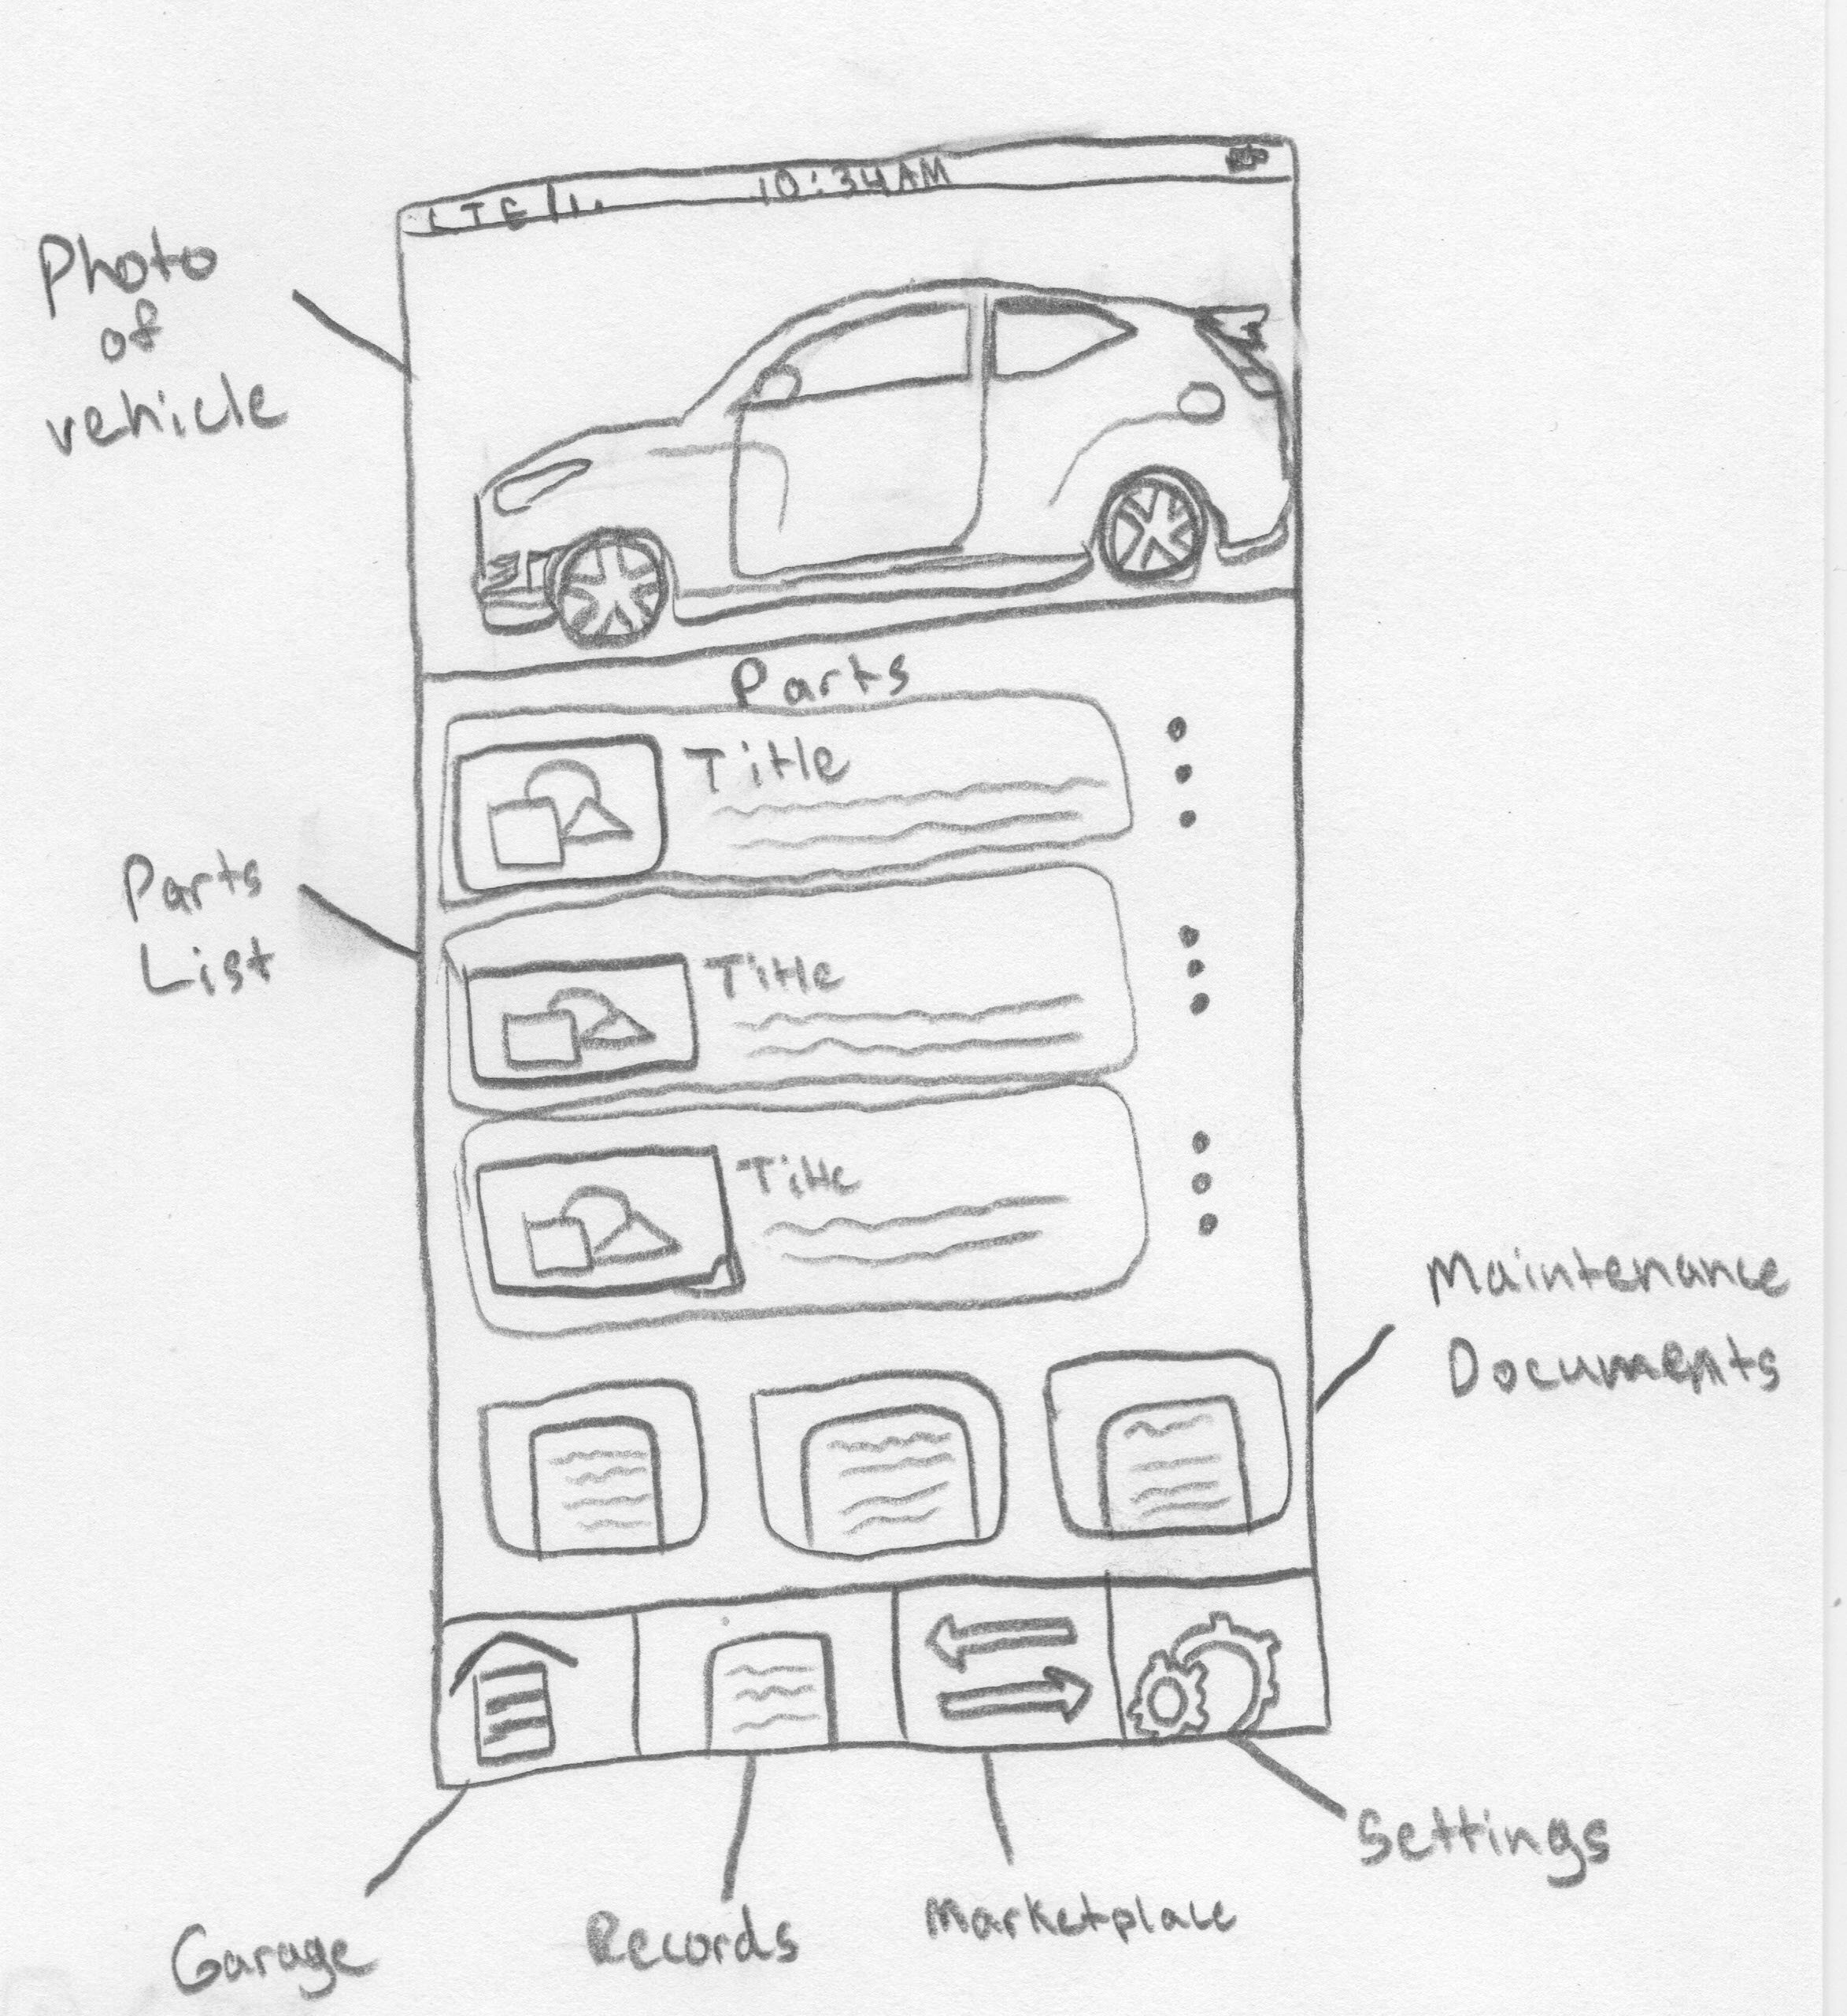 LTE
10:34AM
Photo
of
vehicle
Parts
Title
Title
Title
Parts
List
Maintenance
Documents
Settings
Garage
Records
Marketplace